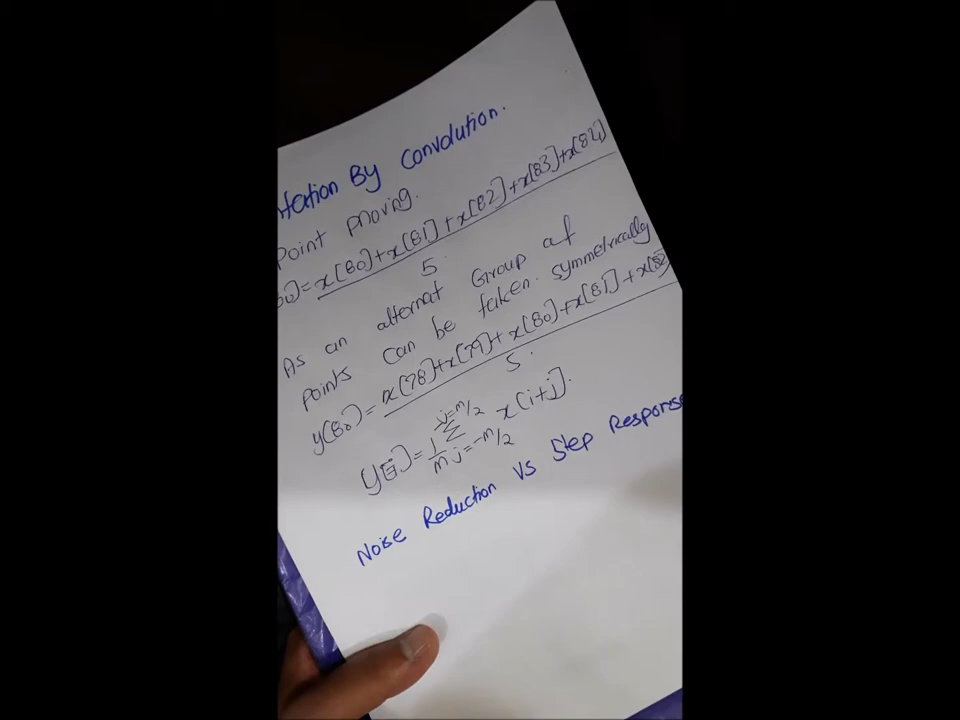 tation By Convolution.
point moving.
80] = x[80]+x[81]+x[82]+x[83]+x[84]
5
As an alternat Group of
points can be taken symmetrically
y[80] = x[78]+x[79]+x[80]+x[81]+x[82]
5
y[i] = 1/m Σ j=-m/2 j=m/2 x[i+j].
Noise Reduction VS Step Response